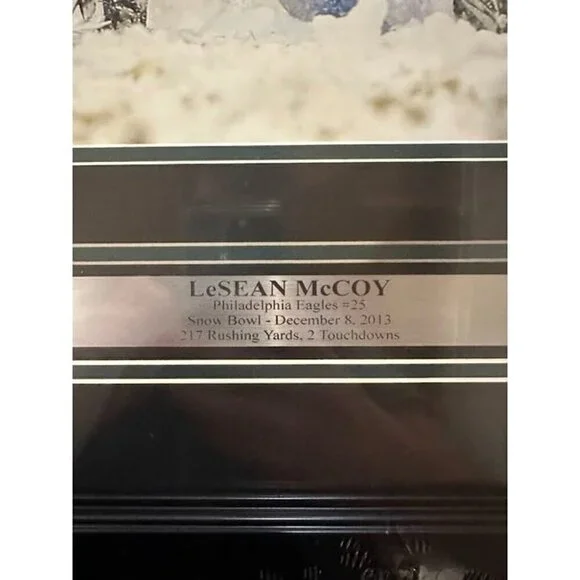 LeSEAN McCOY
Philadelphia Eagles #25
Snow Bowl - December 8, 2013
217 Rushing Yards, 2 Touchdowns